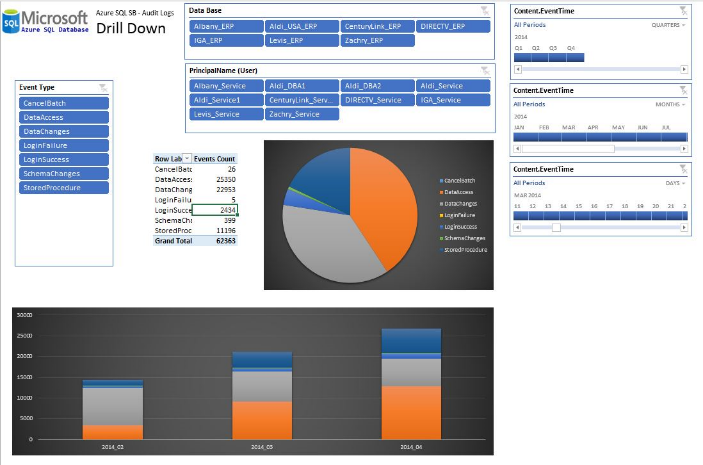 SQL Microsoft
Azure SQL Database
Azure SQL SB - Audit Logs
Drill Down
Data Base
Albany_ERP Aldi_USA_ERP CenturyLink_ERP DIRECTV_ERP
IGA_ERP Levis_ERP Zachry_ERP
PrincipalName (User)
Albany_Service Aldi_DBA1 Aldi_DBA2 Aldi_Service
Aldi_Service1 CenturyLink_Serv... DIRECTV_Service IGA_Service
Levis_Service Zachry_Service
Content.EventTime
All Periods QUARTERS
2014
Q1 Q2 Q3 Q4
Content.EventTime
All Periods MONTHS
2014
JAN FEB MAR APR MAY JUN JUL
Content.EventTime
All Periods DAYS
MAR 2014
11 12 13 14 15 16 17 18 19 20 21 2
Event Type
CancelBatch
DataAccess
DataChanges
LoginFailure
LoginSuccess
SchemaChanges
StoredProcedure
Row Lab Events Count
CancelBatc 26
DataAcces 25350
DataChang 22953
LoginFailu 5
LoginSucce 2434
SchemaCh 399
StoredProc 11196
Grand Total 62363
CancelBatch
DataAccess
DataChanges
LoginFailure
LoginSuccess
SchemaChanges
StoredProcedure
30000
25000
20000
15000
10000
5000
0
2014_02 2014_03 2014_04